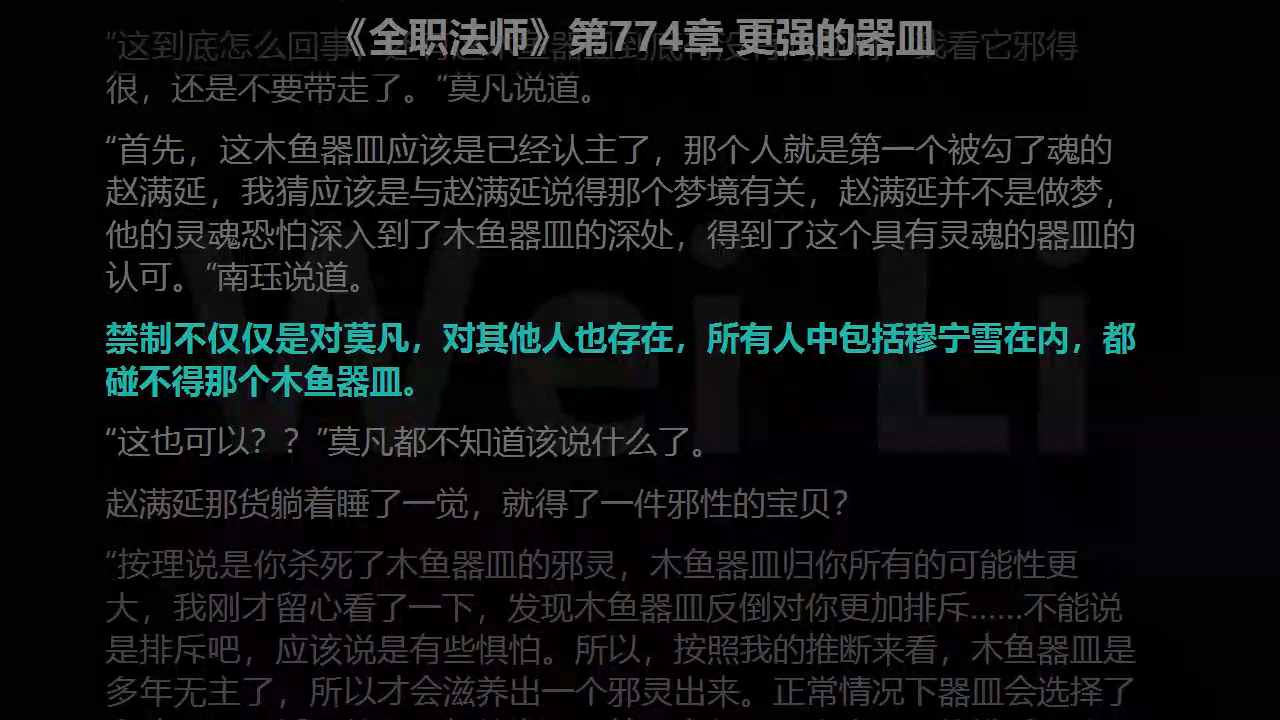 《全职法师》第774章 更强的器皿
“这到底怎么回事
我看它邪得
很，还是不要带走了。”莫凡说道。
“首先，这木鱼器皿应该是已经认主了，那个人就是第一个被勾了魂的
赵满延，我猜应该是与赵满延说得那个梦境有关，赵满延并不是做梦，
他的灵魂恐怕深入到了木鱼器皿的深处，得到了这个具有灵魂的器皿的
认可。”南珏说道。
禁制不仅仅是对莫凡，对其他人也存在，所有人中包括穆宁雪在内，都
碰不得那个木鱼器皿。
“这也可以？？”莫凡都不知道该说什么了。
赵满延那货躺着睡了一觉，就得了一件邪性的宝贝？
“按理说是你杀死了木鱼器皿的邪灵，木鱼器皿归你所有的可能性更
大，我刚才留心看了一下，发现木鱼器皿反倒对你更加排斥……不能说
是排斥吧，应该说是有些惧怕。所以，按照我的推断来看，木鱼器皿是
多年无主了，所以才会滋养出一个邪灵出来。正常情况下器皿会选择了
Wei Li